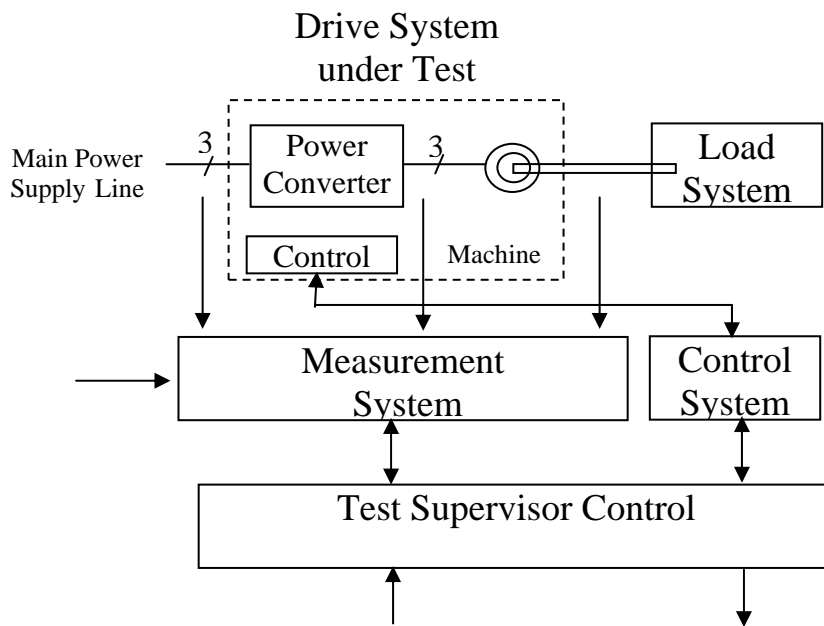 Drive System
under Test
Main Power
Supply Line
3
Power
Converter
3
Load
System
Control
Machine
Measurement
System
Control
System
Test Supervisor Control